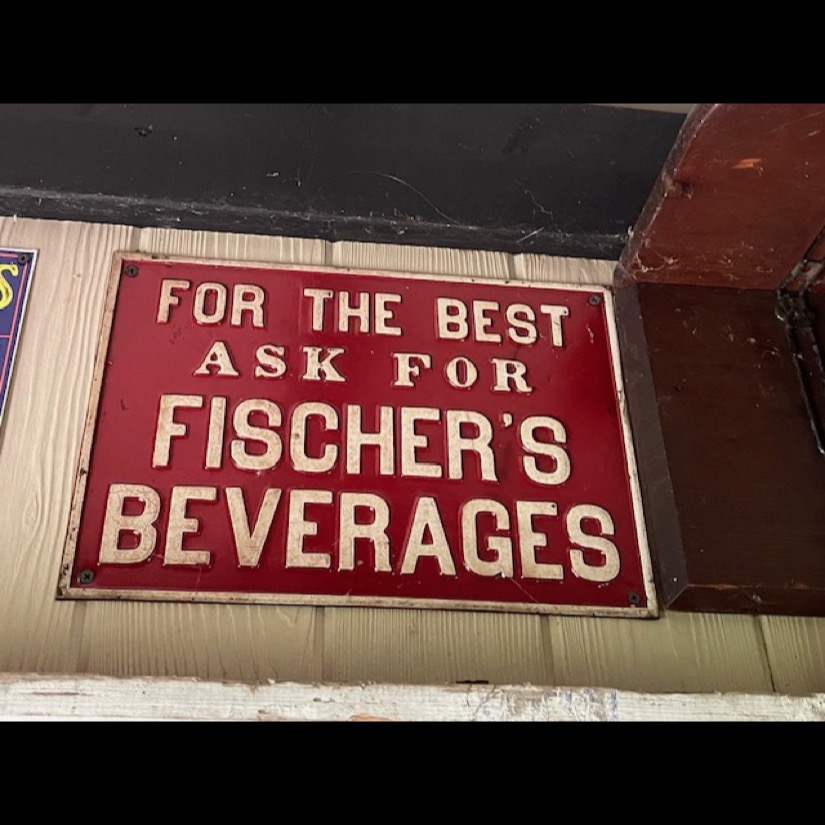 FOR THE BEST
ASK FOR
FISCHER'S
BEVERAGES
S